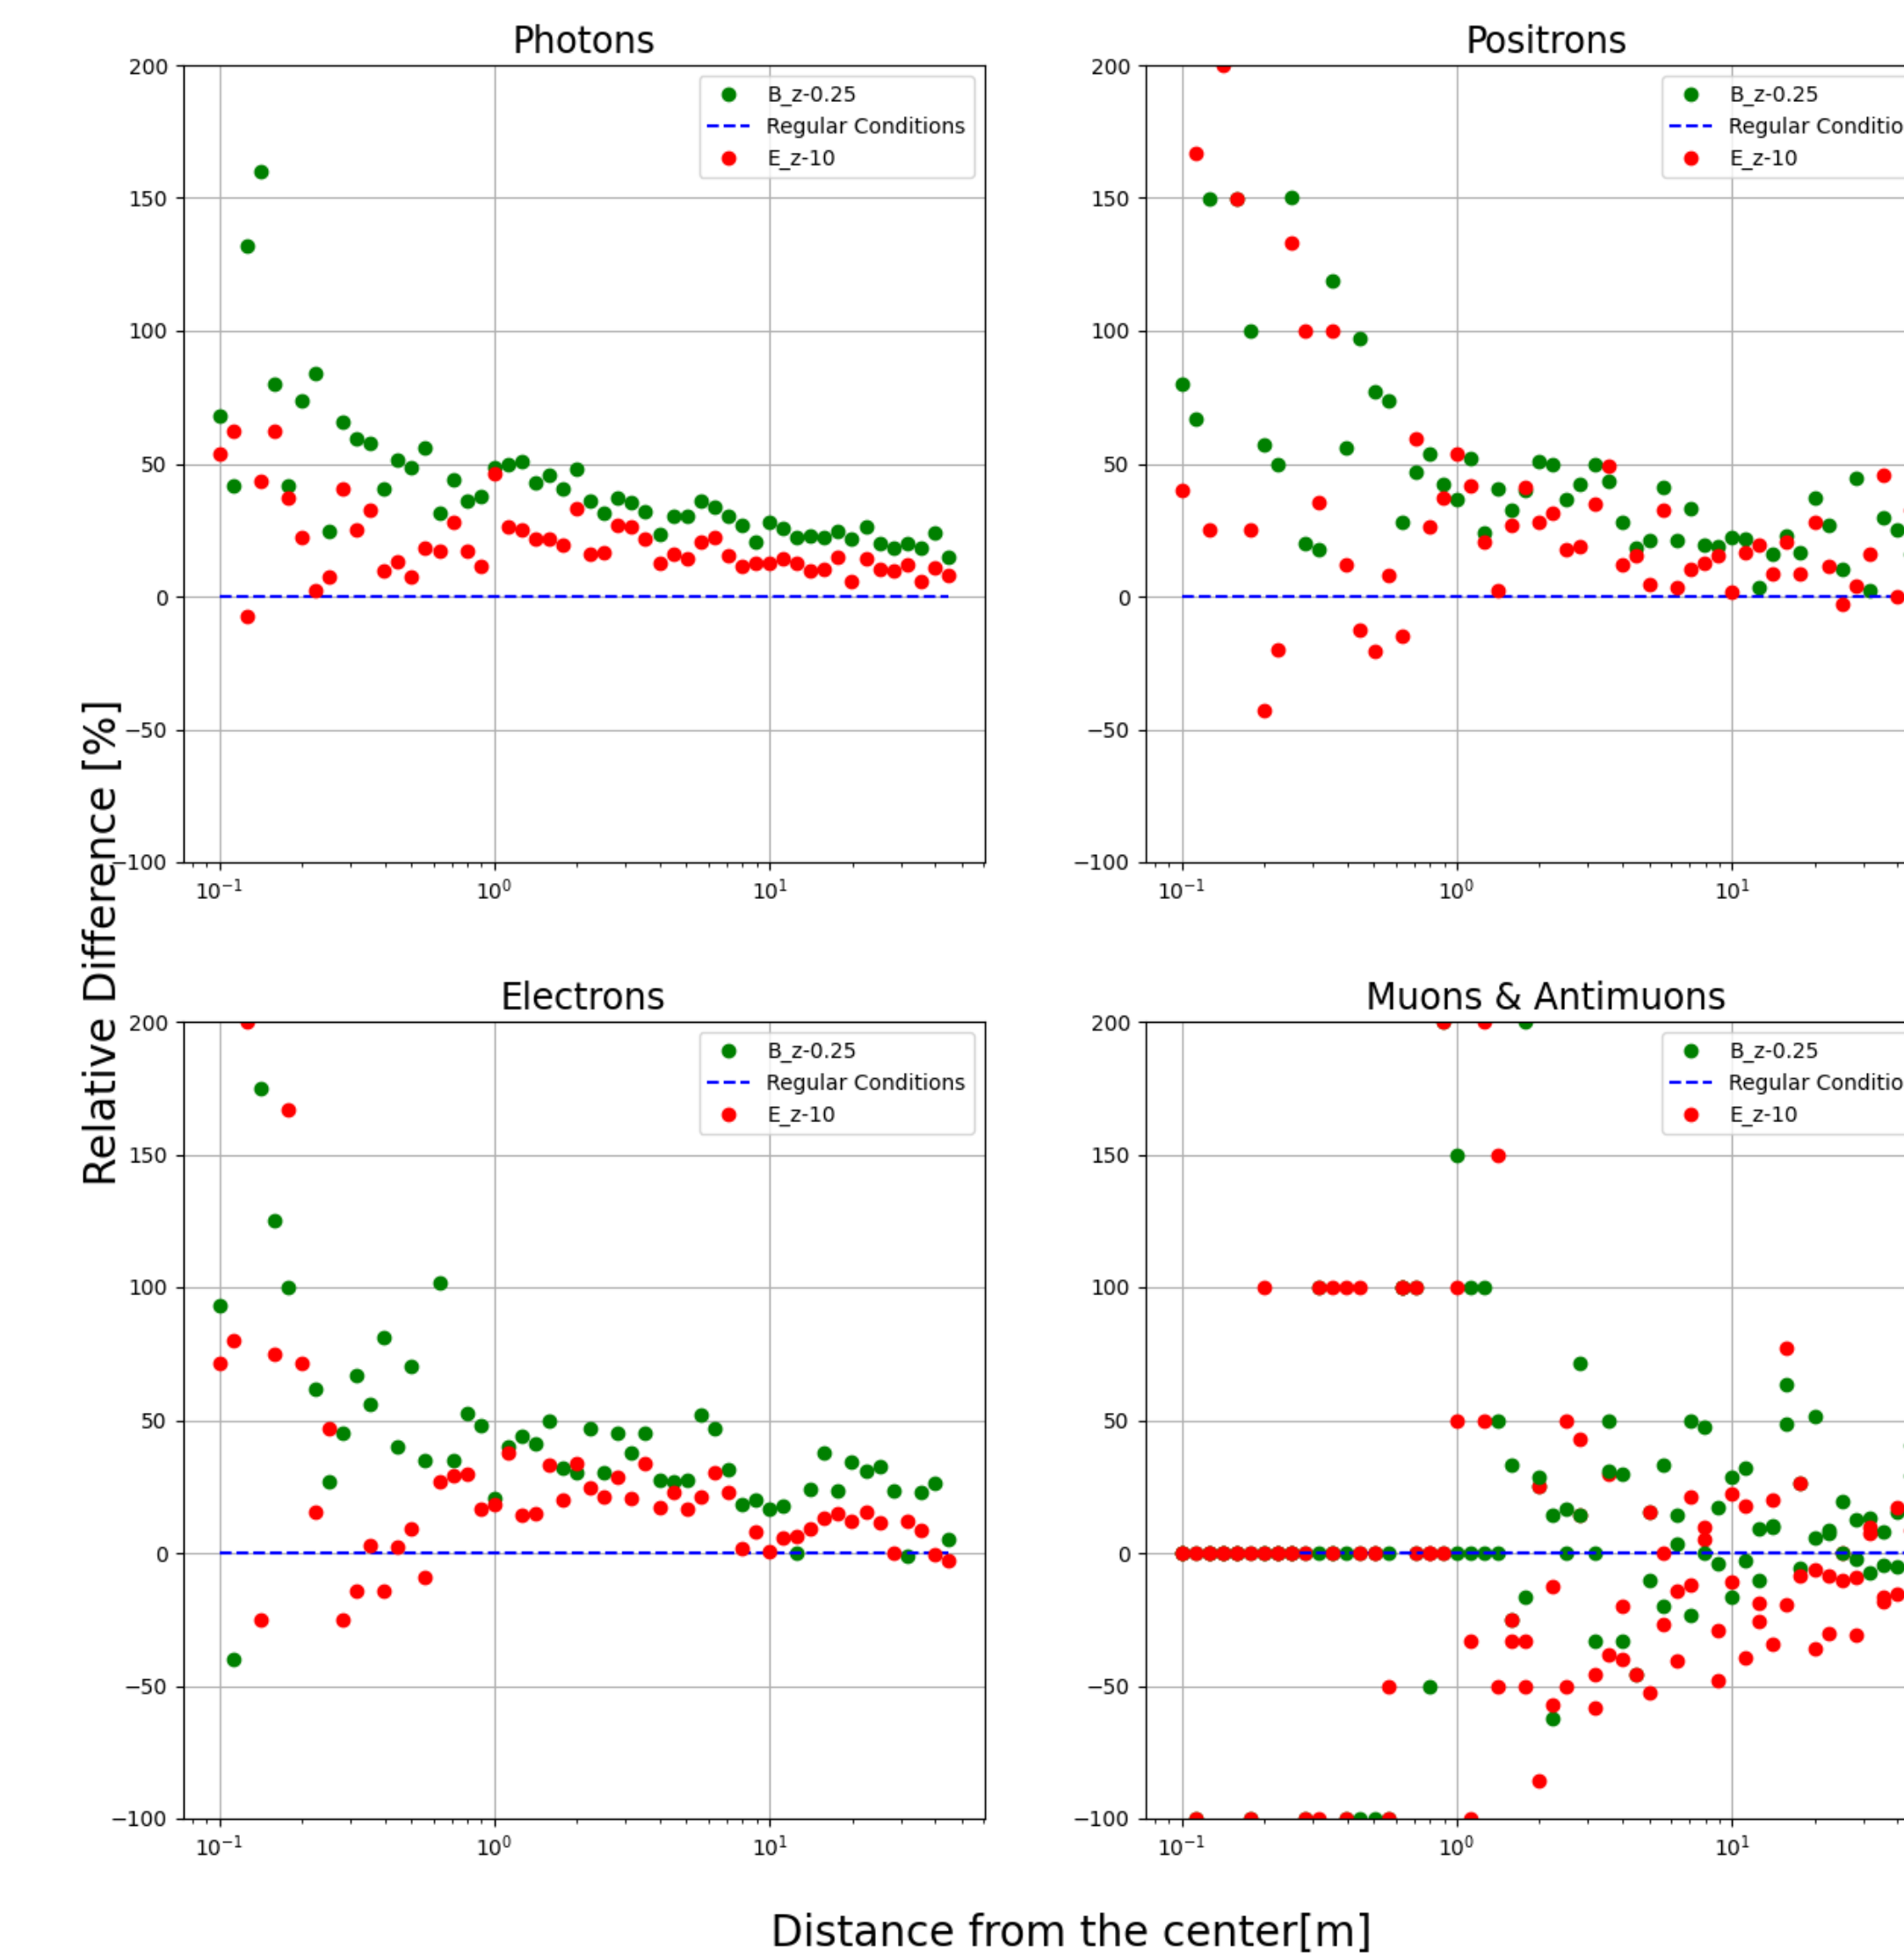 Photons
200
150
100
50
0
−50
−100
10⁻¹
10⁰
10¹
B_z-0.25
Regular Conditions
E_z-10
Positrons
200
150
100
50
0
−50
−100
10⁻¹
10⁰
10¹
B_z-0.25
Regular Conditio
E_z-10
Relative Difference [%]
Electrons
200
150
100
50
0
−50
−100
10⁻¹
10⁰
10¹
B_z-0.25
Regular Conditions
E_z-10
Muons & Antimuons
200
150
100
50
0
−50
−100
10⁻¹
10⁰
10¹
B_z-0.25
Regular Conditio
E_z-10
Distance from the center[m]